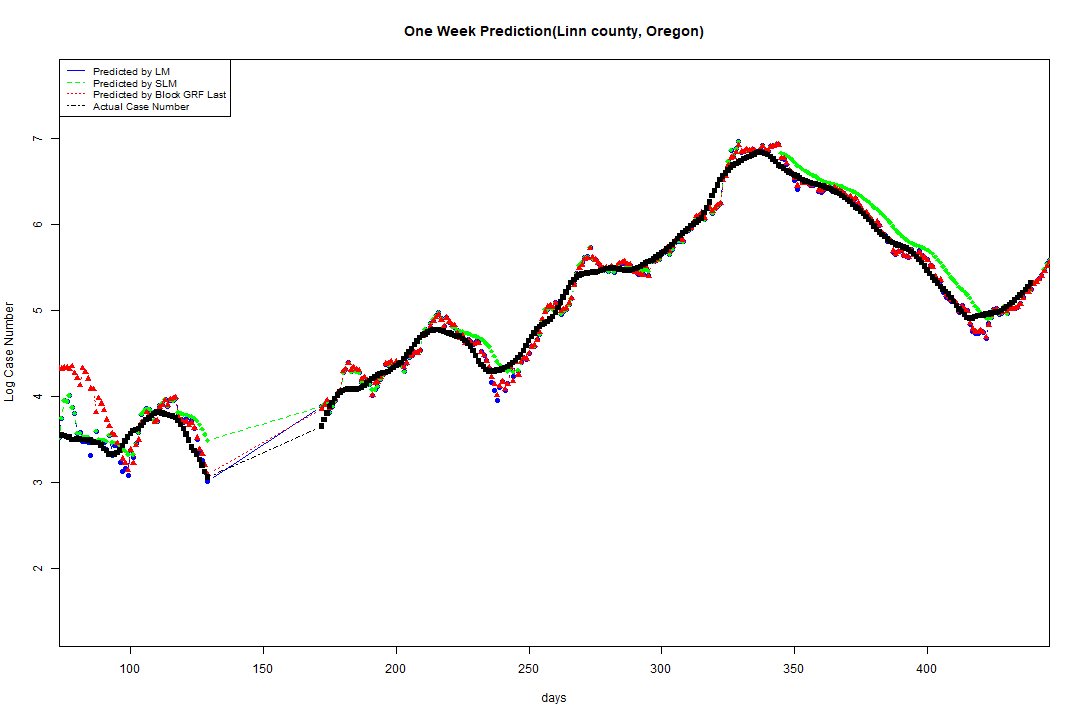 One Week Prediction(Linn county, Oregon)
Predicted by LM
Predicted by SLM
Predicted by Block GRF Last
Actual Case Number
Log Case Number
7
6
5
4
3
2
100 150 200 250 300 350 400
days